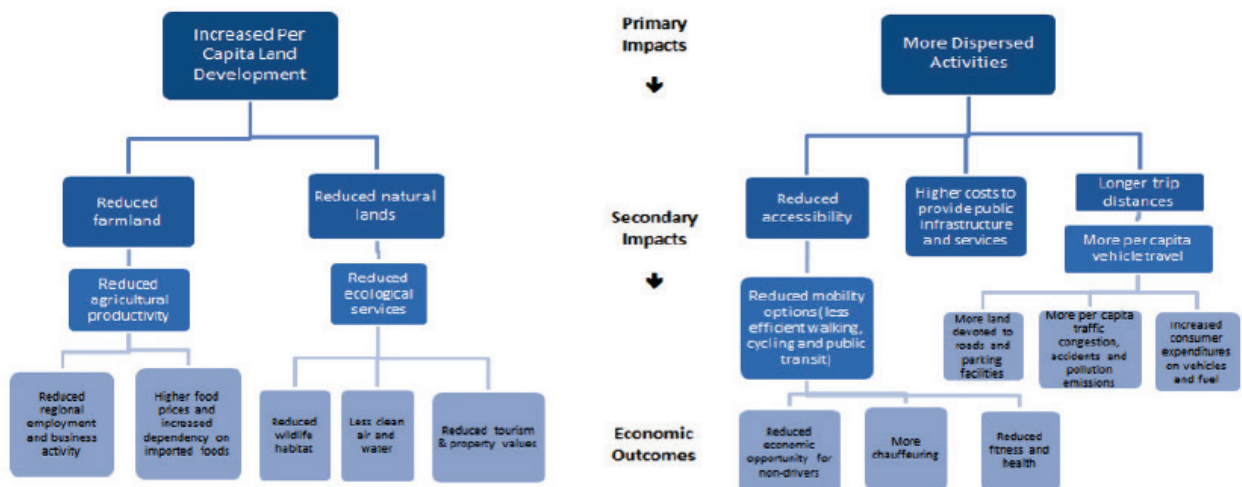 Increased Per
Capita Land
Development
Primary
Impacts
More Dispersed
Activities
Reduced
farmland
Reduced natural
lands
Secondary
Impacts
Reduced
accessibility
Higher costs to
provide public
infrastructure
and services
Longer trip
distances
More per capita
vehicle travel
Reduced
agricultural
productivity
Reduced
ecological
services
Reduced mobility
options (less
efficient walking,
cycling and public
transit)
More land
devoted to
roads and
parking
facilities
More per capita
traffic
congestion,
accidents and
pollution
emissions
Increased
consumer
expenditures
on vehicles
and fuel
Reduced
regional
employment
and business
activity
Higher food
prices and
increased
dependency on
imported foods
Reduced
wildlife
habitat
Less clean
air and
water
Reduced tourism
& property values
Economic
Outcomes
Reduced
economic
opportunity for
non-drivers
More
chauffeuring
Reduced
fitness and
health